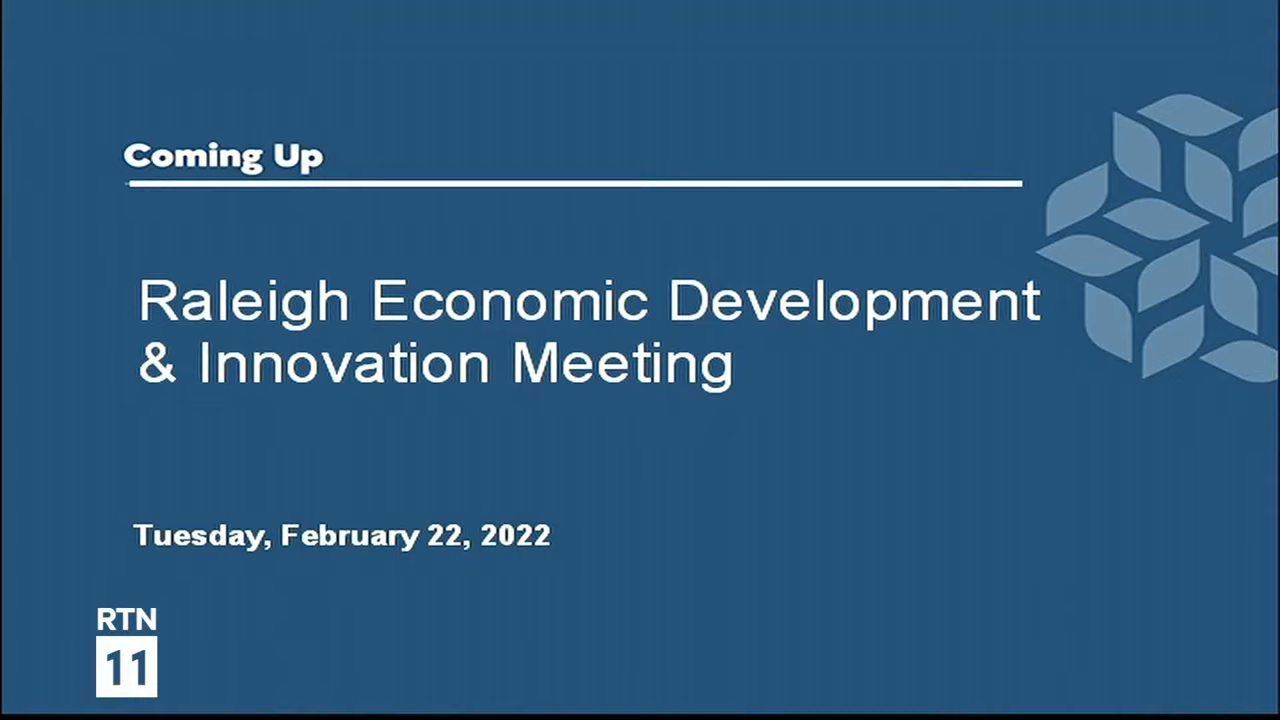 Coming Up
Raleigh Economic Development
& Innovation Meeting
Tuesday, February 22, 2022
RTN
11